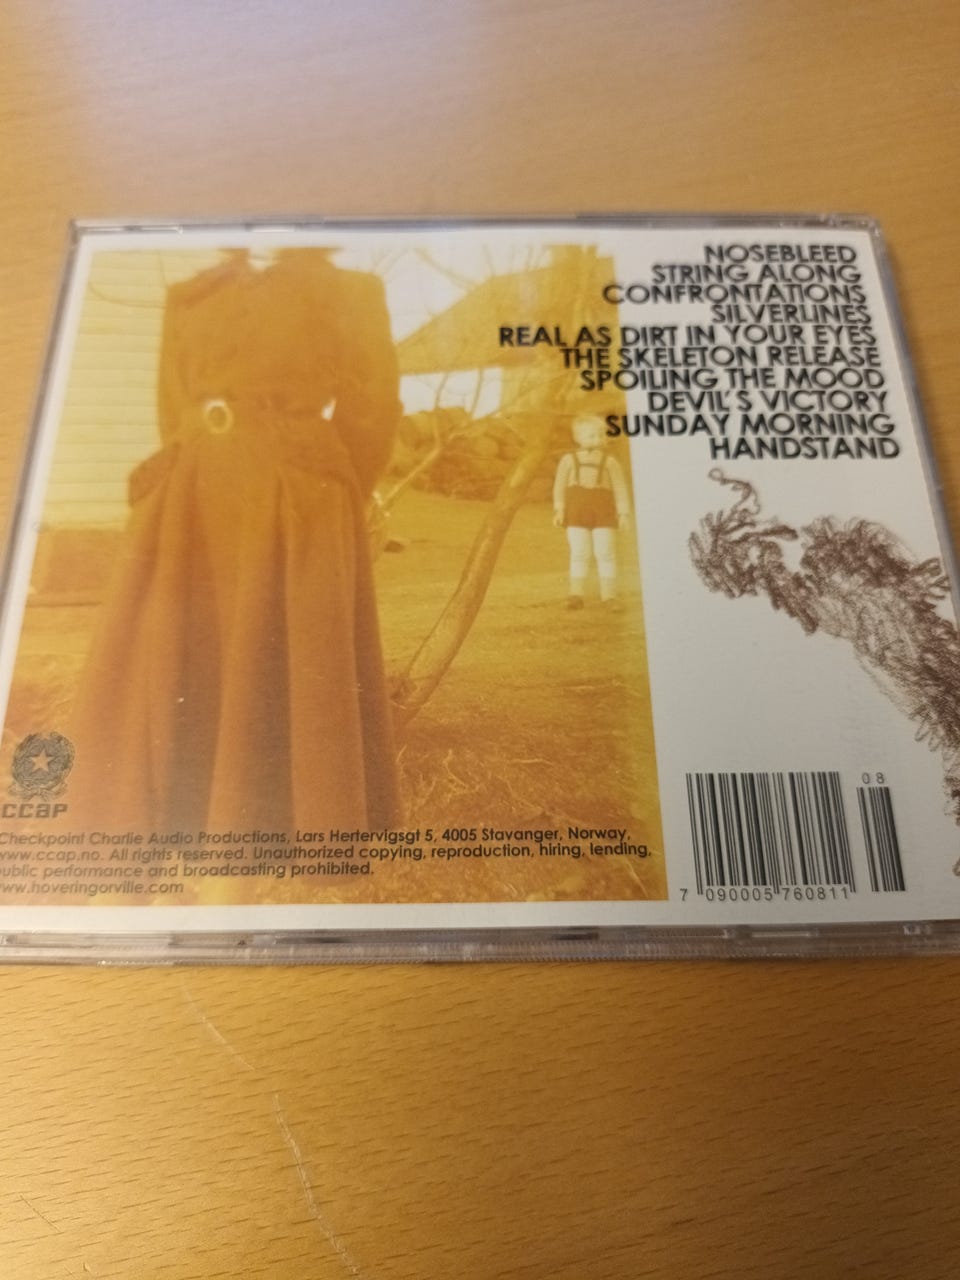 NOSEBLEED
STRING ALONG
CONFRONTATIONS
SILVERLINES
REAL AS DIRT IN YOUR EYES
THE SKELETON RELEASE
SPOILING THE MOOD
DEVIL'S VICTORY
SUNDAY MORNING
HANDSTAND
ccap
Checkpoint Charlie Audio Productions, Lars Hertervigsgt 5, 4005 Stavanger, Norway,
www.ccap.no. All rights reserved. Unauthorized copying, reproduction, hiring, lending,
public performance and broadcasting prohibited.
www.hoveringorville.com
08
7 090005 760811